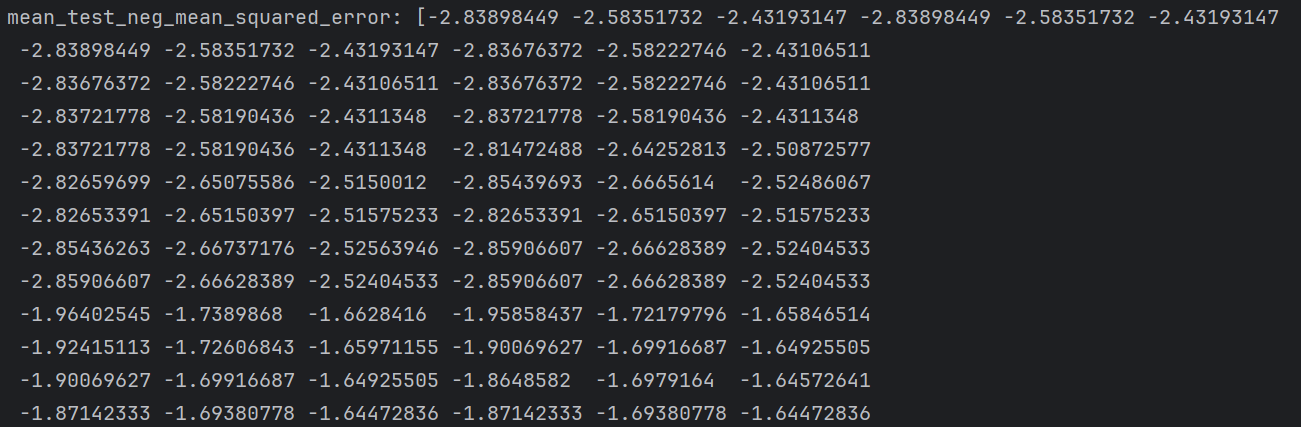 mean_test_neg_mean_squared_error: [-2.83898449 -2.58351732 -2.43193147 -2.83898449 -2.58351732 -2.43193147
-2.83898449 -2.58351732 -2.43193147 -2.83676372 -2.58222746 -2.43106511
-2.83676372 -2.58222746 -2.43106511 -2.83676372 -2.58222746 -2.43106511
-2.83721778 -2.58190436 -2.4311348 -2.83721778 -2.58190436 -2.4311348
-2.83721778 -2.58190436 -2.4311348 -2.81472488 -2.64252813 -2.50872577
-2.82659699 -2.65075586 -2.5150012 -2.85439693 -2.6665614 -2.52486067
-2.82653391 -2.65150397 -2.51575233 -2.82653391 -2.65150397 -2.51575233
-2.85436263 -2.66737176 -2.52563946 -2.85906607 -2.66628389 -2.52404533
-2.85906607 -2.66628389 -2.52404533 -2.85906607 -2.66628389 -2.52404533
-1.96402545 -1.7389868 -1.6628416 -1.95858437 -1.72179796 -1.65846514
-1.92415113 -1.72606843 -1.65971155 -1.90069627 -1.69916687 -1.64925505
-1.90069627 -1.69916687 -1.64925505 -1.8648582 -1.6979164 -1.64572641
-1.87142333 -1.69380778 -1.64472836 -1.87142333 -1.69380778 -1.64472836